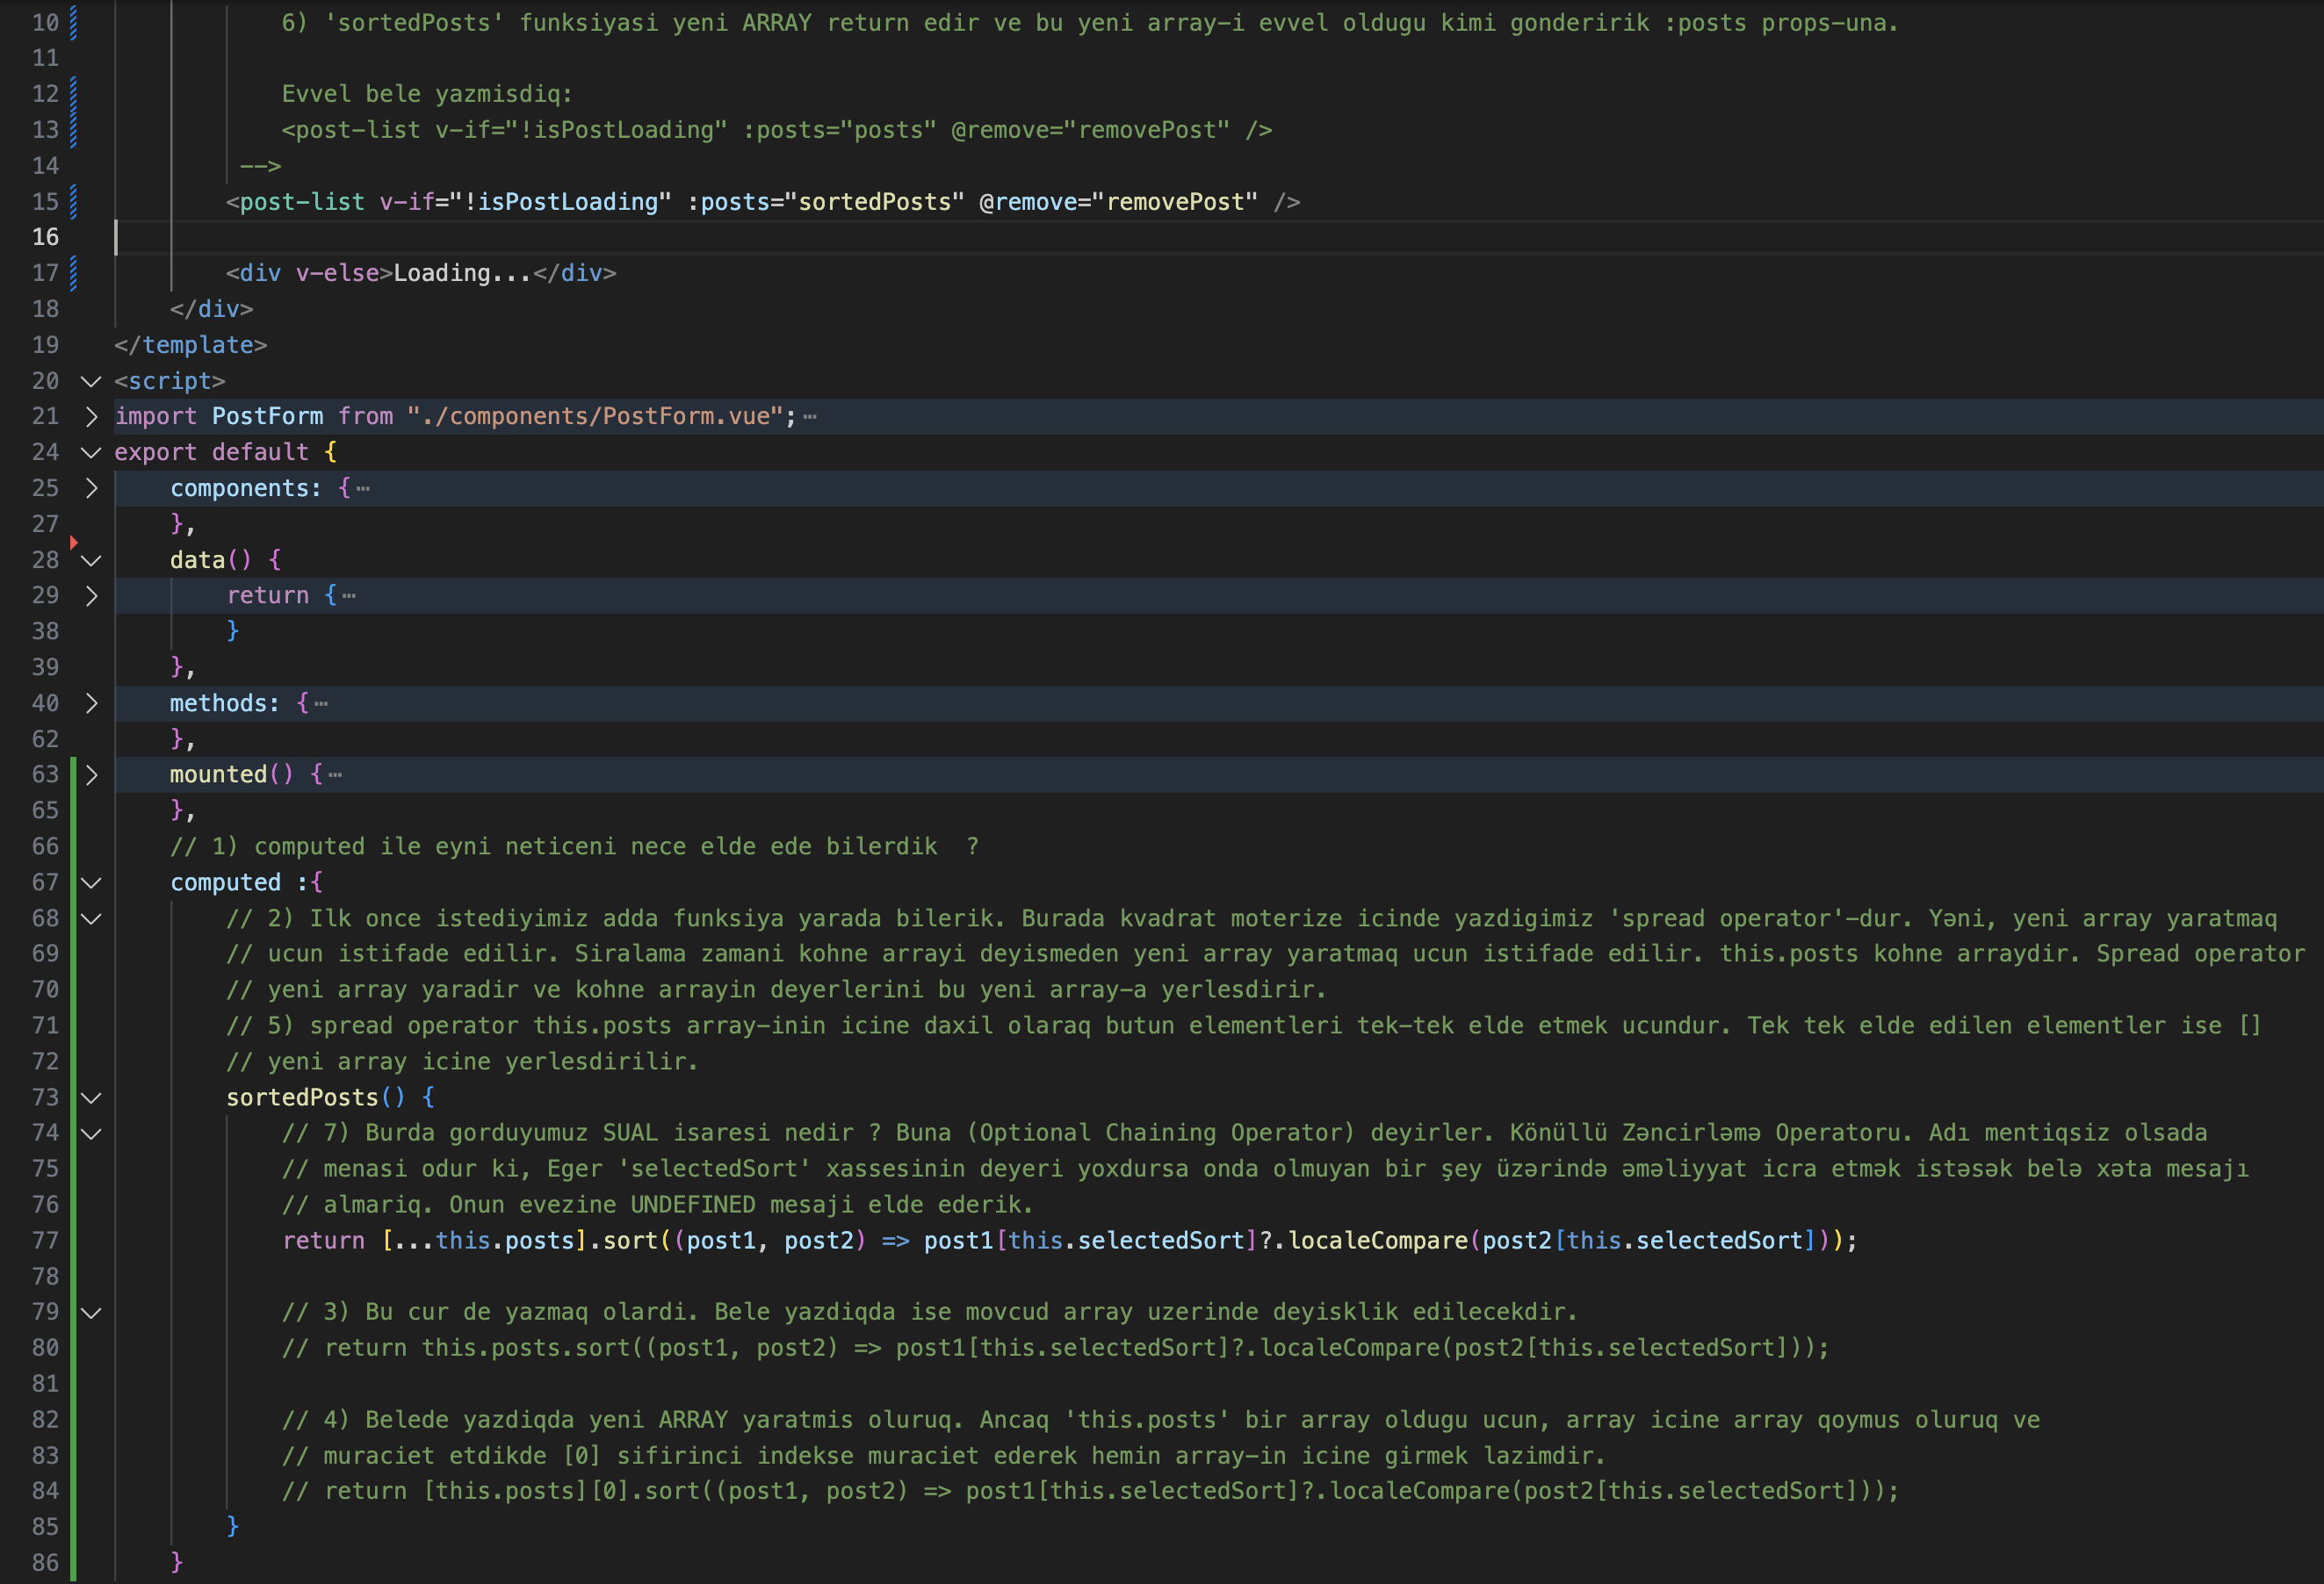 10 6) 'sortedPosts' funksiyasi yeni ARRAY return edir ve bu yeni array-i evvel oldugu kimi gonderirik :posts props-una.
11
12 Evvel bele yazmisdiq:
13 <post-list v-if="!isPostLoading" :posts="posts" @remove="removePost" />
14 -->
15 <post-list v-if="!isPostLoading" :posts="sortedPosts" @remove="removePost" />
16
17 <div v-else>Loading...</div>
18 </div>
19 </template>
20 <script>
21 import PostForm from "./components/PostForm.vue";⋯
24 export default {
25 components: {⋯
27 },
28 data() {
29 return {⋯
38 }
39 },
40 methods: {⋯
62 },
63 mounted() {⋯
65 },
66 // 1) computed ile eyni neticeni nece elde ede bilerdik  ?
67 computed :{
68 // 2) Ilk once istediyimiz adda funksiya yarada bilerik. Burada kvadrat moterize icinde yazdigimiz 'spread operator'-dur. Yəni, yeni array yaratmaq
69 // ucun istifade edilir. Siralama zamani kohne arrayi deyismeden yeni array yaratmaq ucun istifade edilir. this.posts kohne arraydir. Spread operator
70 // yeni array yaradir ve kohne arrayin deyerlerini bu yeni array-a yerlesdirir.
71 // 5) spread operator this.posts array-inin icine daxil olaraq butun elementleri tek-tek elde etmek ucundur. Tek tek elde edilen elementler ise []
72 // yeni array icine yerlesdirilir.
73 sortedPosts() {
74 // 7) Burda gorduyumuz SUAL isaresi nedir ? Buna (Optional Chaining Operator) deyirler. Könüllü Zəncirləmə Operatoru. Adı mentiqsiz olsada
75 // menasi odur ki, Eger 'selectedSort' xassesinin deyeri yoxdursa onda olmuyan bir şey üzərində əməliyyat icra etmək istəsək belə xəta mesajı
76 // almariq. Onun evezine UNDEFINED mesaji elde ederik.
77 return [...this.posts].sort((post1, post2) => post1[this.selectedSort]?.localeCompare(post2[this.selectedSort]));
78
79 // 3) Bu cur de yazmaq olardi. Bele yazdiqda ise movcud array uzerinde deyisklik edilecekdir.
80 // return this.posts.sort((post1, post2) => post1[this.selectedSort]?.localeCompare(post2[this.selectedSort]));
81
82 // 4) Belede yazdiqda yeni ARRAY yaratmis oluruq. Ancaq 'this.posts' bir array oldugu ucun, array icine array qoymus oluruq ve
83 // muraciet etdikde [0] sifirinci indekse muraciet ederek hemin array-in icine girmek lazimdir.
84 // return [this.posts][0].sort((post1, post2) => post1[this.selectedSort]?.localeCompare(post2[this.selectedSort]));
85 }
86 }